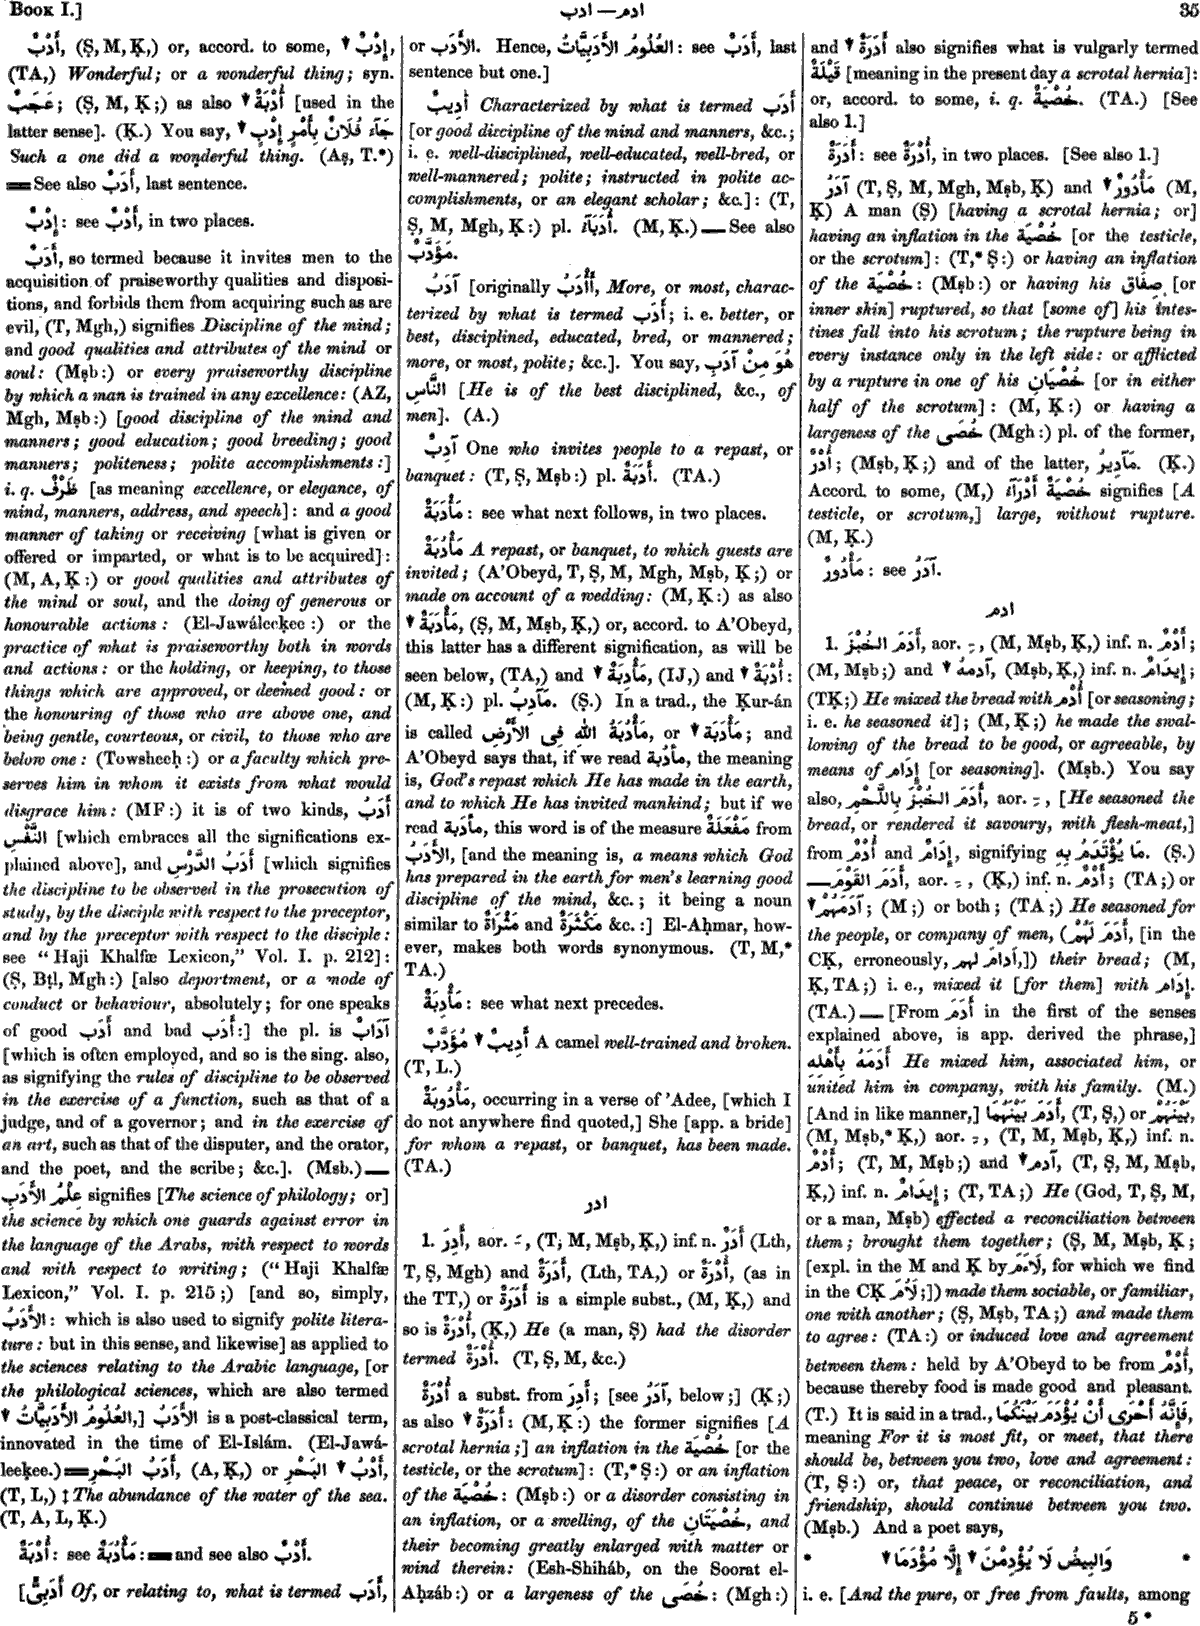 Book I.]
ادب — ادم
35
أَدْبٌ, (Ṣ, M, Ḳ,) or, accord. to some, ↓ إِدْبٌ,
(TA,) Wonderful; or a wonderful thing; syn.
عَجَبٌ; (Ṣ, M, Ḳ;) as also ↓ أُدْبَةٌ [used in the
latter sense]. (Ḳ.) You say, جَآءَ فُلَانٌ بِأَمْرٍ إِدْبٍ ↓
Such a one did a wonderful thing. (Aṣ, T.*)
See also أَدَبٌ, last sentence.
إِدْبٌ: see أَدْبٌ, in two places.
أَدَبٌ, so termed because it invites men to the
acquisition of praiseworthy qualities and disposi-
tions, and forbids them from acquiring such as are
evil, (T, Mgh,) signifies Discipline of the mind;
and good qualities and attributes of the mind or
soul: (Mṣb:) or every praiseworthy discipline
by which a man is trained in any excellence: (AZ,
Mgh, Mṣb:) [good discipline of the mind and
manners; good education; good breeding; good
manners; politeness; polite accomplishments:]
i. q. ظَرْفٌ [as meaning excellence, or elegance, of
mind, manners, address, and speech]: and a good
manner of taking or receiving [what is given or
offered or imparted, or what is to be acquired]:
(M, A, Ḳ:) or good qualities and attributes of
the mind or soul, and the doing of generous or
honourable actions: (El-Jawáleeḳee:) or the
practice of what is praiseworthy both in words
and actions: or the holding, or keeping, to those
things which are approved, or deemed good: or
the honouring of those who are above one, and
being gentle, courteous, or civil, to those who are
below one: (Towsheeḥ:) or a faculty which pre-
serves him in whom it exists from what would
disgrace him: (MF:) it is of two kinds, أَدَبُ
النَّفْسِ [which embraces all the significations ex-
plained above], and أَدَبُ الدَّرْسِ [which signifies
the discipline to be observed in the prosecution of
study, by the disciple with respect to the preceptor,
and by the preceptor with respect to the disciple:
see “Haji Khalfæ Lexicon,” Vol. I. p. 212]:
(Ṣ, Btl, Mgh:) [also deportment, or a mode of
conduct or behaviour, absolutely; for one speaks
of good أَدَب and bad أَدَب:] the pl. is آدَابٌ
[which is often employed, and so is the sing. also,
as signifying the rules of discipline to be observed
in the exercise of a function, such as that of a
judge, and of a governor; and in the exercise of
an art, such as that of the disputer, and the orator,
and the poet, and the scribe; &c.]. (Mṣb.) —
عِلْمُ الأَدَبِ signifies [The science of philology; or]
the science by which one guards against error in
the language of the Arabs, with respect to words
and with respect to writing; (“Haji Khalfæ
Lexicon,” Vol. I. p. 215;) [and so, simply,
الأَدَبُ: which is also used to signify polite litera-
ture: but in this sense, and likewise] as applied to
the sciences relating to the Arabic language, [or
the philological sciences, which are also termed
↓ العُلُومُ الأَدَبِيَّاتُ,] الأَدَبُ is a post-classical term,
innovated in the time of El-Islám. (El-Jawá-
leeḳee.) أَدَبُ البَحْرِ, (A, Ḳ,) or أَدْبُ ↓ البَحْرِ,
(T, L,) ‡ The abundance of the water of the sea.
(T, A, L, Ḳ.)
أُدْبَةٌ: see مَأْدُبَةٌ: and see also أَدْبٌ.
[أَدَبِىٌّ Of, or relating to, what is termed أَدَب,
or الأَدَب. Hence, العُلُومُ الأَدَبِيَّاتُ: see أَدَبٌ, last
sentence but one.]
أَدِيبٌ Characterized by what is termed أَدَب
[or good discipline of the mind and manners, &c.;
i. e. well-disciplined, well-educated, well-bred, or
well-mannered; polite; instructed in polite ac-
complishments, or an elegant scholar; &c.]: (T,
Ṣ, M, Mgh, Ḳ:) pl. أُدَبَآءُ. (M, Ḳ.) — See also
مُؤَدَّبٌ.
آدَبُ [originally أَأْدَبُ, More, or most, charac-
terized by what is termed أَدَب; i. e. better, or
best, disciplined, educated, bred, or mannered;
more, or most, polite; &c.]. You say, هُوَ مِنْ آدَبِ
النَّاسِ [He is of the best disciplined, &c., of
men]. (A.)
آدِبٌ One who invites people to a repast, or
banquet: (T, Ṣ, Mṣb:) pl. أَدَبَةٌ. (TA.)
مَأْدَبَةٌ: see what next follows, in two places.
مَأْدُبَةٌ A repast, or banquet, to which guests are
invited; (A'Obeyd, T, Ṣ, M, Mgh, Mṣb, Ḳ;) or
made on account of a wedding: (M, Ḳ:) as also
↓ مَأْدَبَةٌ, (Ṣ, M, Mṣb, Ḳ,) or, accord. to A'Obeyd,
this latter has a different signification, as will be
seen below, (TA,) and ↓ مَأْدِبَةٌ, (IJ,) and ↓ أُدْبَةٌ:
(M, Ḳ:) pl. مَآدِبُ. (Ṣ.) In a trad., the Ḳur-án
is called مَأْدُبَةُ اللّٰهِ فِى الأَرْضِ, or ↓ مَأْدَبَة; and
A'Obeyd says that, if we read مأدُبة, the meaning
is, God's repast which He has made in the earth,
and to which He has invited mankind; but if we
read مأدَبة, this word is of the measure مَفْعَلَةٌ from
الأَدَبُ, [and the meaning is, a means which God
has prepared in the earth for men's learning good
discipline of the mind, &c.; it being a noun
similar to مَثْرَاةٌ and مَكْثَرَةٌ &c.:] El-Aḥmar, how-
ever, makes both words synonymous. (T, M,*
TA.)
مَأْدِبَةٌ: see what next precedes.
أَدِيبٌ ↓ مُؤَدَّبٌ A camel well-trained and broken.
(T, L.)
مَأْدُوبَةٌ, occurring in a verse of 'Adee, [which I
do not anywhere find quoted,] She [app. a bride]
for whom a repast, or banquet, has been made.
(TA.)
ادر
1. أَدِرَ, aor. ـَ, (T, M, Mṣb, Ḳ,) inf. n. أَدَرٌ (Lth,
T, Ṣ, Mgh) and أُدْرَةٌ, (Lth, TA,) or أَدَرَةٌ, (as in
the TT,) or أُدْرَةٌ is a simple subst., (M, Ḳ,) and
so is أَدَرَةٌ, (Ḳ,) He (a man, Ṣ) had the disorder
termed أُدْرَةٌ. (T, Ṣ, M, &c.)
أُدْرَةٌ a subst. from أَدِرَ; [see آدَرُ, below;] (Ḳ;)
as also ↓ أَدَرَةٌ: (M, Ḳ:) the former signifies [A
scrotal hernia;] an inflation in the خُصْيَة [or the
testicle, or the scrotum]: (T,* Ṣ:) or an inflation
of the خُصْيَة: (Mṣb:) or a disorder consisting in
an inflation, or a swelling, of the خُصْيَتَانِ, and
their becoming greatly enlarged with matter or
wind therein: (Esh-Shiháb, on the Soorat el-
Aḥzáb:) or a largeness of the خُصَى: (Mgh:)
and ↓ أَدَرَةٌ also signifies what is vulgarly termed
قَيْلَةٌ [meaning in the present day a scrotal hernia]:
or, accord. to some, i. q. خُصْيَةٌ. (TA.) [See
also 1.]
أَدَرَةٌ: see أُدْرَةٌ, in two places. [See also 1.]
آدَرُ (T, Ṣ, M, Mgh, Mṣb, Ḳ) and ↓ مَأْدُورٌ (M,
Ḳ) A man (Ṣ) [having a scrotal hernia; or]
having an inflation in the خُصْيَة [or the testicle,
or the scrotum]: (T,* Ṣ:) or having an inflation
of the خُصْيَة: (Mṣb:) or having his صِفَاق [or
inner skin] ruptured, so that [some of] his intes-
tines fall into his scrotum; the rupture being in
every instance only in the left side: or afflicted
by a rupture in one of his خُصْيَانِ [or in either
half of the scrotum]: (M, Ḳ:) or having a
largeness of the خُصَى: (Mgh:) pl. of the former,
أُدْرٌ; (Mṣb, Ḳ;) and of the latter, مَآدِيرُ. (Ḳ.)
Accord. to some, (M,) خُصْيَةٌ أَدْرَآءُ signifies [A
testicle, or scrotum,] large, without rupture.
(M, Ḳ.)
مَأْدُورٌ: see آدَرُ.
ادم
1. أَدَمَ الخُبْزَ, aor. ـِ, (M, Mṣb, Ḳ,) inf. n. أَدْمٌ;
(M, Mṣb;) and ↓ آدمهُ, (Mṣb, Ḳ,) inf. n. إِيدَامٌ;
(TḲ;) He mixed the bread with أُدْم [or seasoning;
i. e. he seasoned it]; (M, Ḳ;) he made the swal-
lowing of the bread to be good, or agreeable, by
means of إِدَام [or seasoning]. (Mṣb.) You say
also, أَدَمَ الخُبْزَ بِاللَّحْمِ, aor. ـِ, [He seasoned the
bread, or rendered it savoury, with flesh-meat,]
from أُدْمٌ and إِدَامٌ, signifying مَا يُؤْتَدَمُ بِهِ. (Ṣ.)
— أَدَمَ القَوْمَ, aor. ـِ, (Ḳ,) inf. n. أَدْمٌ; (TA;) or
↓ آدَمَهُمْ; (M;) or both; (TA;) He seasoned for
the people, or company of men, (أَدَمَ لَهُمْ, [in the
CḲ, erroneously, أَدَامَ لهم,]) their bread; (M,
Ḳ, TA;) i. e., mixed it [for them] with إِدَام.
(TA.) — [From أَدَمَ in the first of the senses
explained above, is app. derived the phrase,]
أَدَمَهُ بِأَهْلِهِ He mixed him, associated him, or
united him in company, with his family. (M.)
[And in like manner,] أَدَمَ بَيْنَهُمَا, (T, Ṣ,) or بَيْنَهُمْ,
(M, Mṣb,* Ḳ,) aor. ـِ, (T, M, Mṣb, Ḳ,) inf. n.
أَدْمٌ; (T, M, Mṣb;) and ↓ آدم, (T, Ṣ, M, Mṣb,
Ḳ,) inf. n. إِيدَامٌ; (T, TA;) He (God, T, Ṣ, M,
or a man, Mṣb) effected a reconciliation between
them; brought them together; (Ṣ, M, Mṣb, Ḳ;
[expl. in the M and Ḳ by لَاءَمَ, for which we find
in the CḲ لَأَمَ;]) made them sociable, or familiar,
one with another; (Ṣ, Mṣb, TA;) and made them
to agree: (TA:) or induced love and agreement
between them: held by A'Obeyd to be from أُدْمٌ,
because thereby food is made good and pleasant.
(T.) It is said in a trad., فَإِنَّهُ أَحْرَى أَنْ يُؤْدَمَ بَيْنَكُمَا,
meaning For it is most fit, or meet, that there
should be, between you two, love and agreement:
(T, Ṣ:) or, that peace, or reconciliation, and
friendship, should continue between you two.
(Mṣb.) And a poet says,
* وَالبِيضُ لَا يُؤْدِمْنَ ↓ إِلَّا مُؤْدَمَا ↓ *
i. e. [And the pure, or free from faults, among
5 *